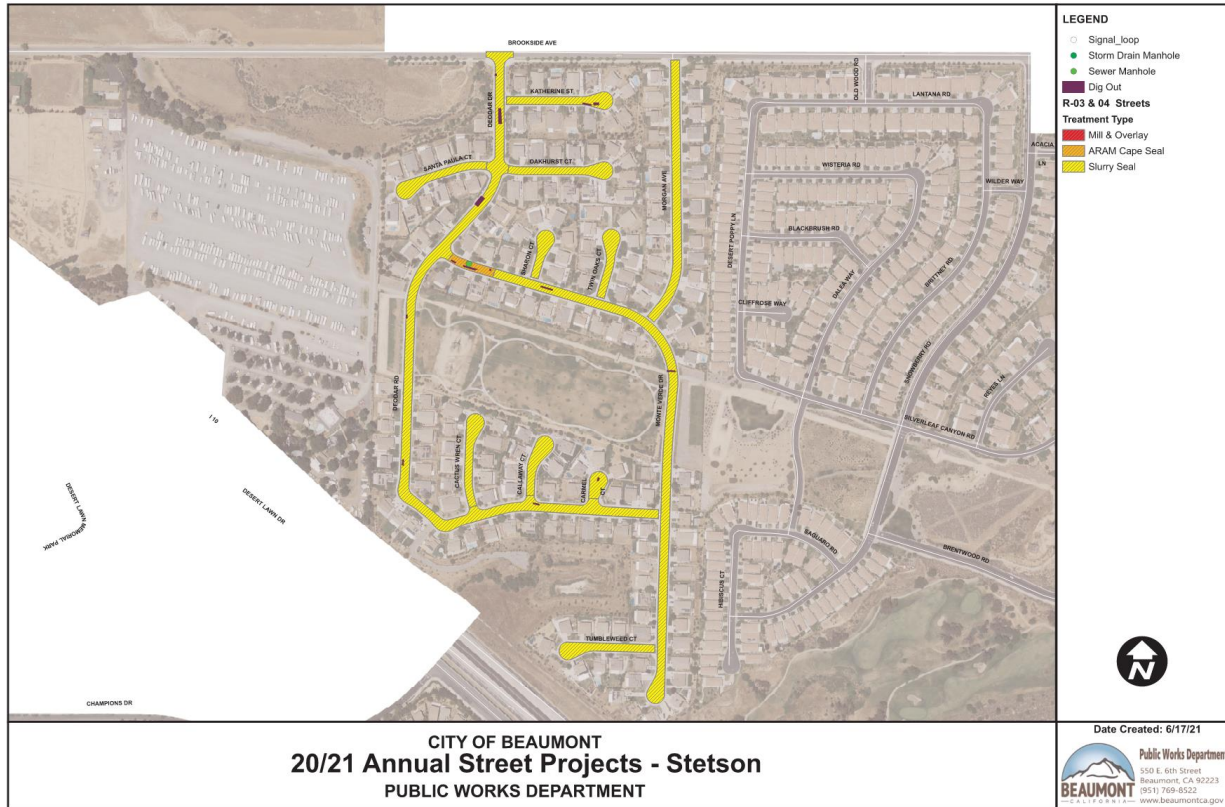 BROOKSIDE AVE
KATHERINE ST.
DEODAR DR
SANTA PAULA CT.
OAKHURST CT.
MORGAN AVE.
SHARON CT
TWIN OAKS CT.
DEODAR RD
MONTE VERDE DR
CACTUS WREN CT.
CALLAWAY CT.
CARMEL
CT.
TUMBLEWEED CT
OLD WOOD RD
LANTANA RD
ACACIA
LN
WISTERIA RD
WILDER WAY
DESERT POPPY LN
BLACKBRUSH RD
DALEA WAY
BRITTNEY RD
CLIFFROSE WAY
SNOWBERRY RD
REYES LN
SILVERLEAF CANYON RD
SAGUARO RD
BRENTWOOD RD
HIBISCUS CT
I 10
DESERT LAWN
MEMORIAL PARK
DESERT LAWN DR
CHAMPIONS DR
LEGEND
Signal_loop
Storm Drain Manhole
Sewer Manhole
Dig Out
R-03 & 04 Streets
Treatment Type
Mill & Overlay
ARAM Cape Seal
Slurry Seal
N
CITY OF BEAUMONT
20/21 Annual Street Projects - Stetson
PUBLIC WORKS DEPARTMENT
Date Created: 6/17/21
BEAUMONT
CALIFORNIA
Public Works Department
550 E. 6th Street
Beaumont, CA 92223
(951) 769-8522
www.beaumontca.gov